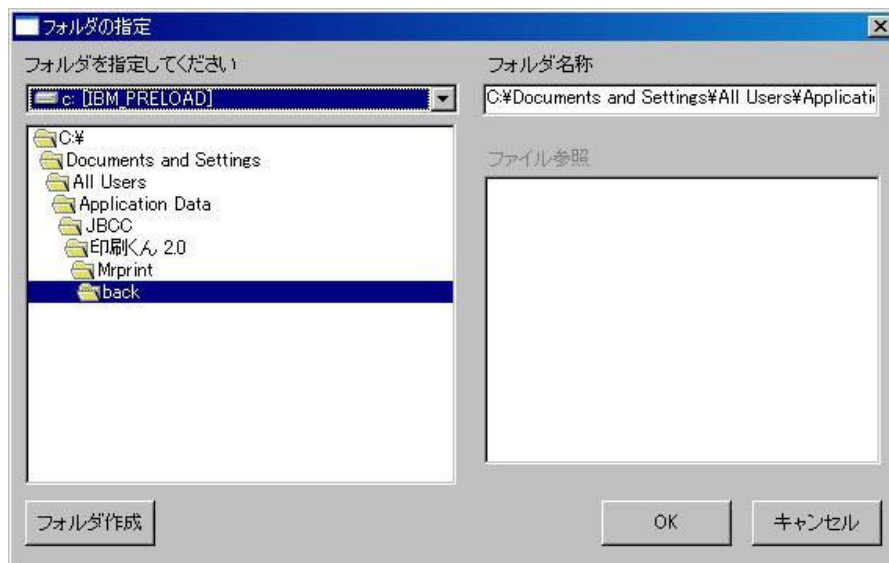 フォルダの指定
フォルダを指定してください
c: [IBM_PRELOAD]
C:¥
Documents and Settings
All Users
Application Data
JBCC
印刷くん 2.0
Mrprint
back
フォルダ作成
フォルダ名称
C:¥Documents and Settings¥All Users¥Applicati
ファイル参照
OK
キャンセル